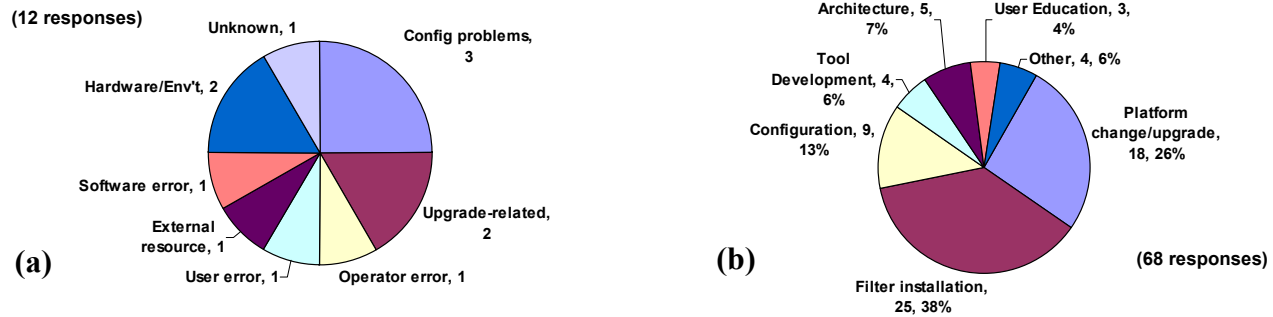 (12 responses)
Unknown, 1
Config problems,
3
Hardware/Env't, 2
Software error, 1
External
resource, 1
User error, 1
Operator error, 1
Upgrade-related,
2
(a)
Architecture, 5,
7%
User Education, 3,
4%
Other, 4, 6%
Tool
Development, 4,
6%
Configuration, 9,
13%
Platform
change/upgrade,
18, 26%
Filter installation,
25, 38%
(b)
(68 responses)